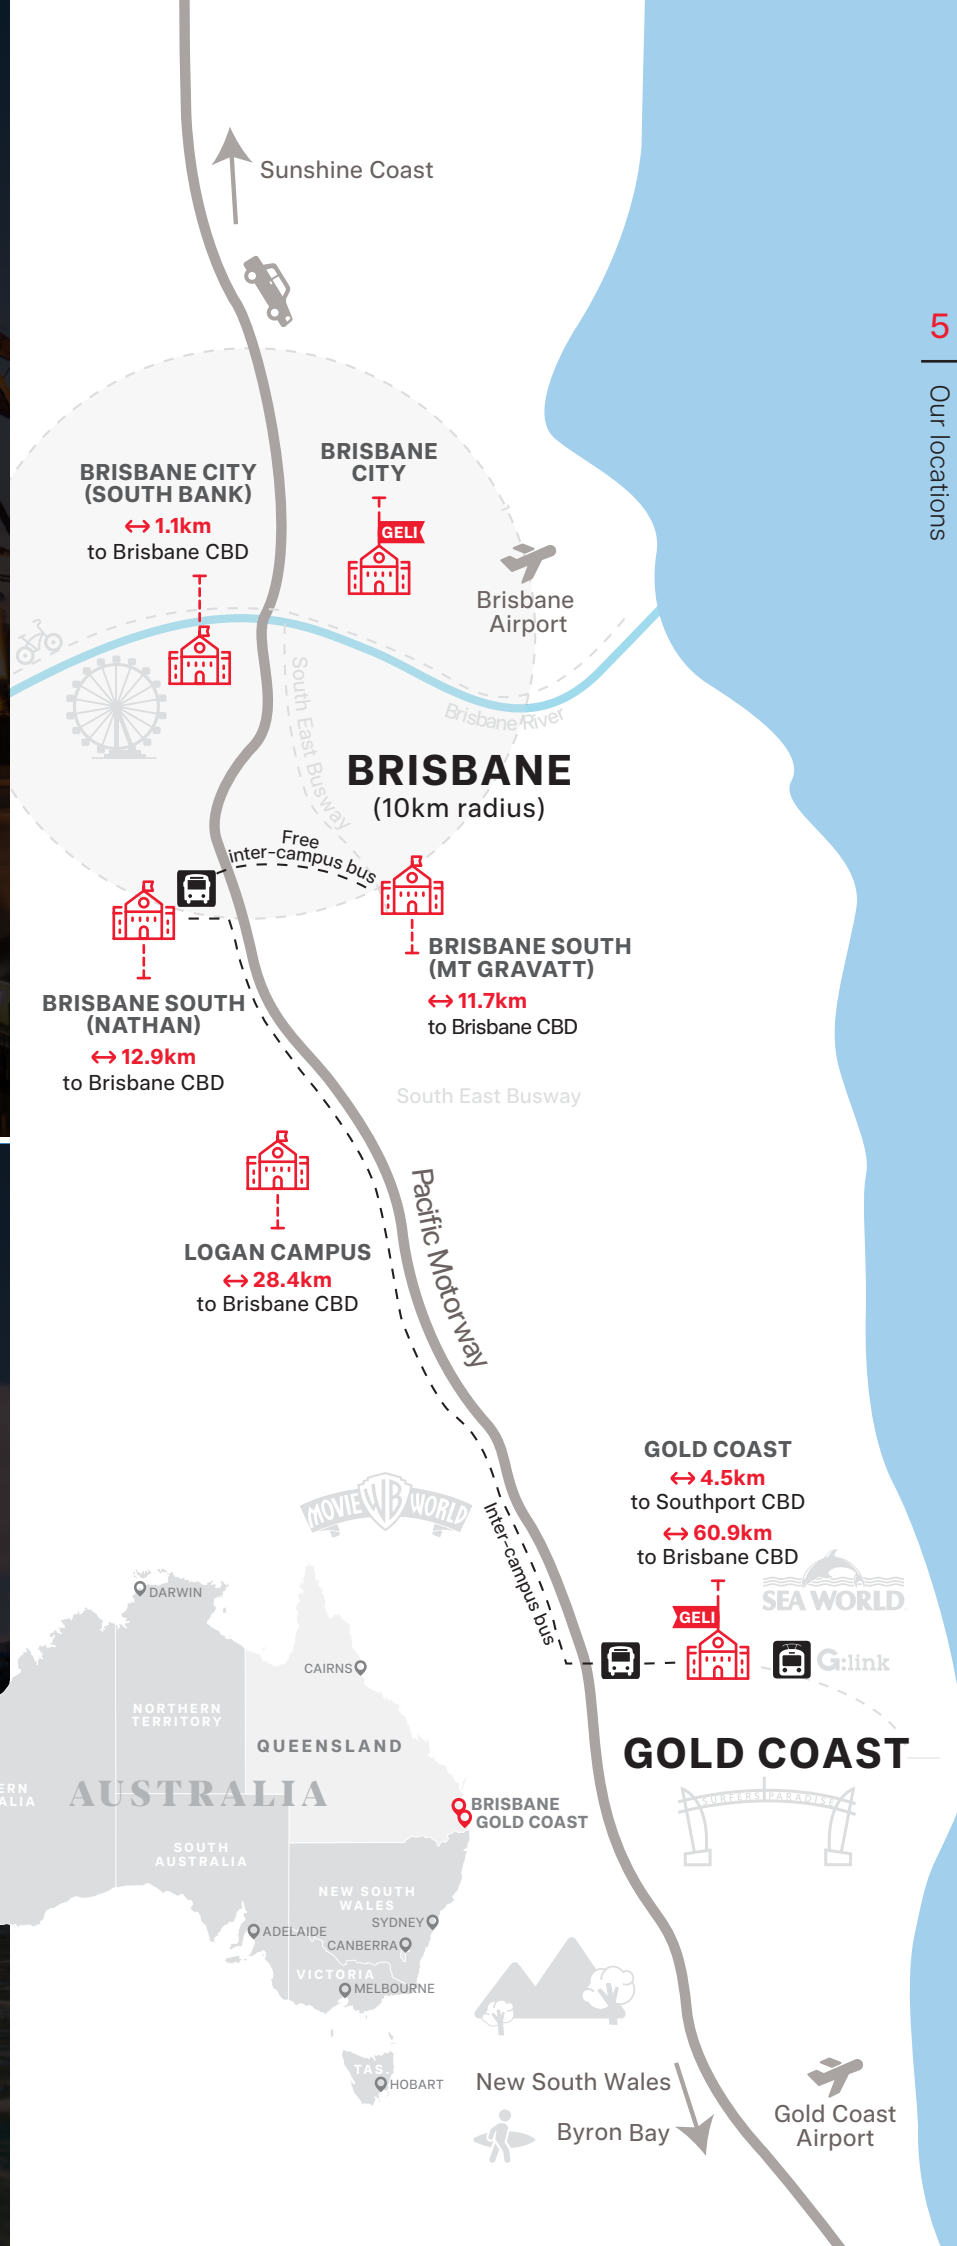 Sunshine Coast
5
Our locations
BRISBANE CITY
(SOUTH BANK)
1.1km
to Brisbane CBD
BRISBANE
CITY
GELI
Brisbane
Airport
South East Busway
Brisbane River
BRISBANE
(10km radius)
Free
inter-campus bus
BRISBANE SOUTH
(MT GRAVATT)
11.7km
to Brisbane CBD
BRISBANE SOUTH
(NATHAN)
12.9km
to Brisbane CBD
South East Busway
LOGAN CAMPUS
28.4km
to Brisbane CBD
Pacific Motorway
GOLD COAST
4.5km
to Southport CBD
60.9km
to Brisbane CBD
MOVIE WB WORLD
Inter-campus bus
SEA WORLD
GELI
G:link
GOLD COAST
SURFERS PARADISE
DARWIN
CAIRNS
NORTHERN
TERRITORY
QUEENSLAND
ERN
ALIA
AUSTRALIA
BRISBANE
GOLD COAST
SOUTH
AUSTRALIA
NEW SOUTH
WALES
SYDNEY
ADELAIDE
CANBERRA
VICTORIA
MELBOURNE
TAS.
HOBART
New South Wales
Byron Bay
Gold Coast
Airport